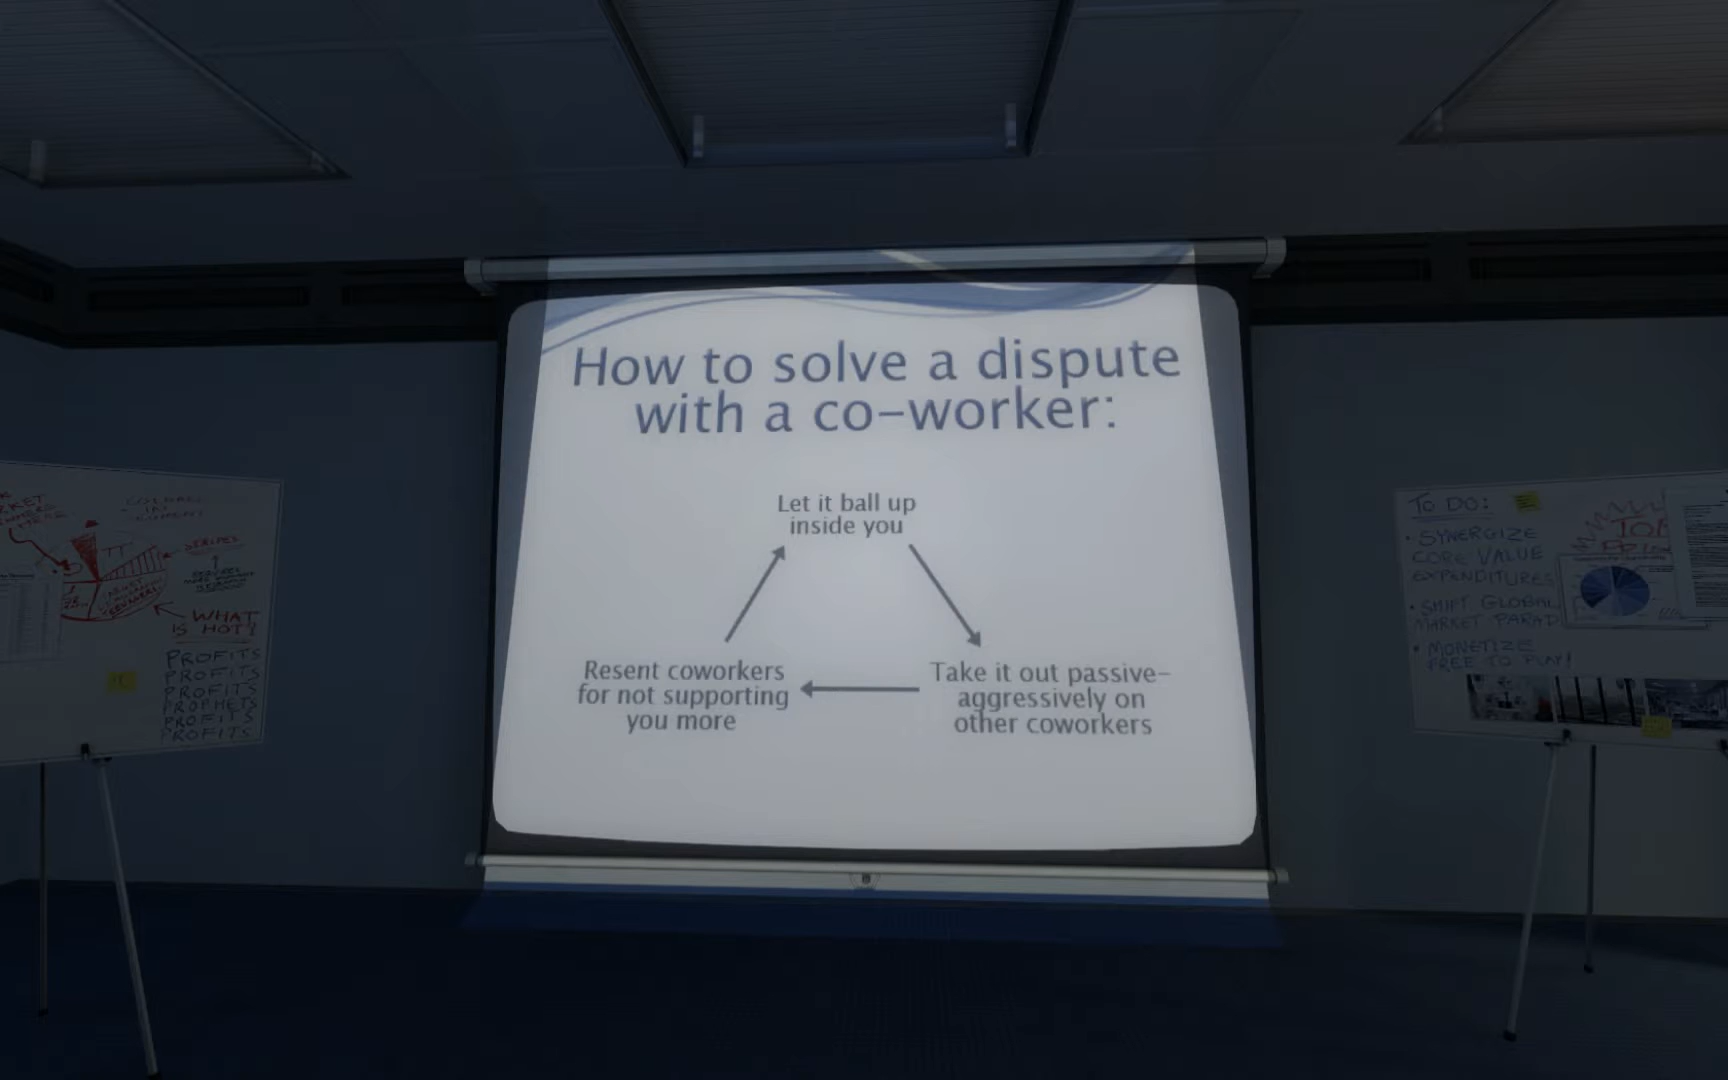 How to solve a dispute
with a co-worker:
Let it ball up
inside you
Resent coworkers
for not supporting
you more
Take it out passive-
aggressively on
other coworkers
WHAT
IS HOT?
PROFITS
PROFITS
PROFITS
PROPHETS
PROFITS
PROFITS
TO DO:
• SYNERGIZE
CORE VALUE
EXPENDITURES
• SHIFT GLOBAL
MARKET PARAD
• MONETIZE
FREE TO PLAY!